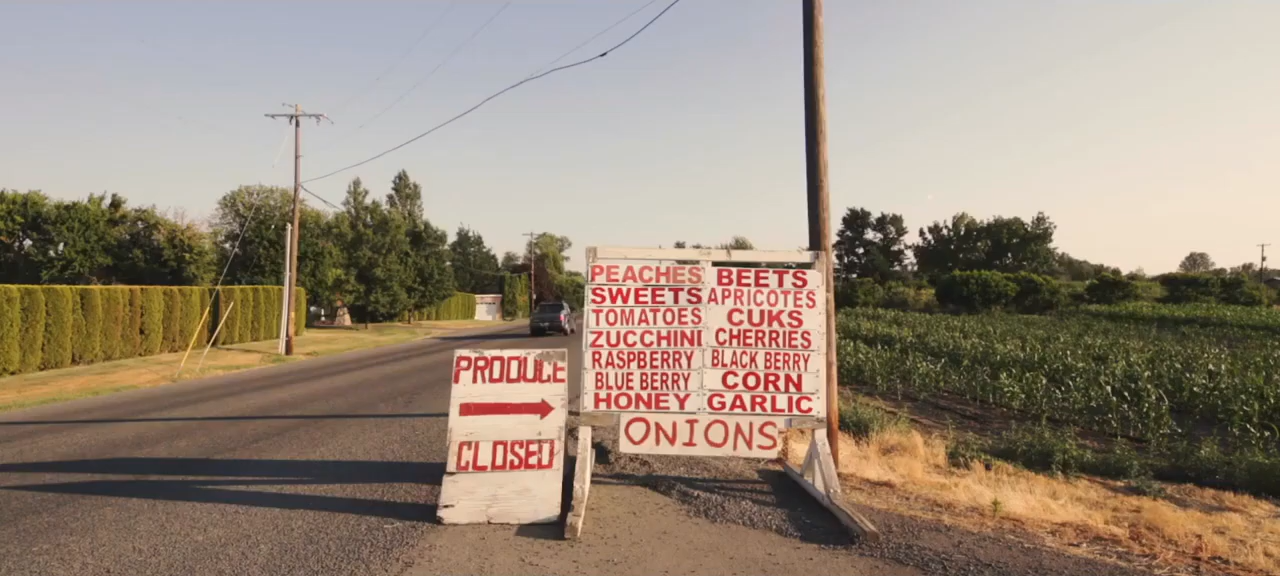 PRODUCE
CLOSED
PEACHES BEETS
SWEETS APRICOTES
TOMATOES CUKS
ZUCCHINI CHERRIES
RASPBERRY BLACK BERRY
BLUE BERRY CORN
HONEY GARLIC
ONIONS